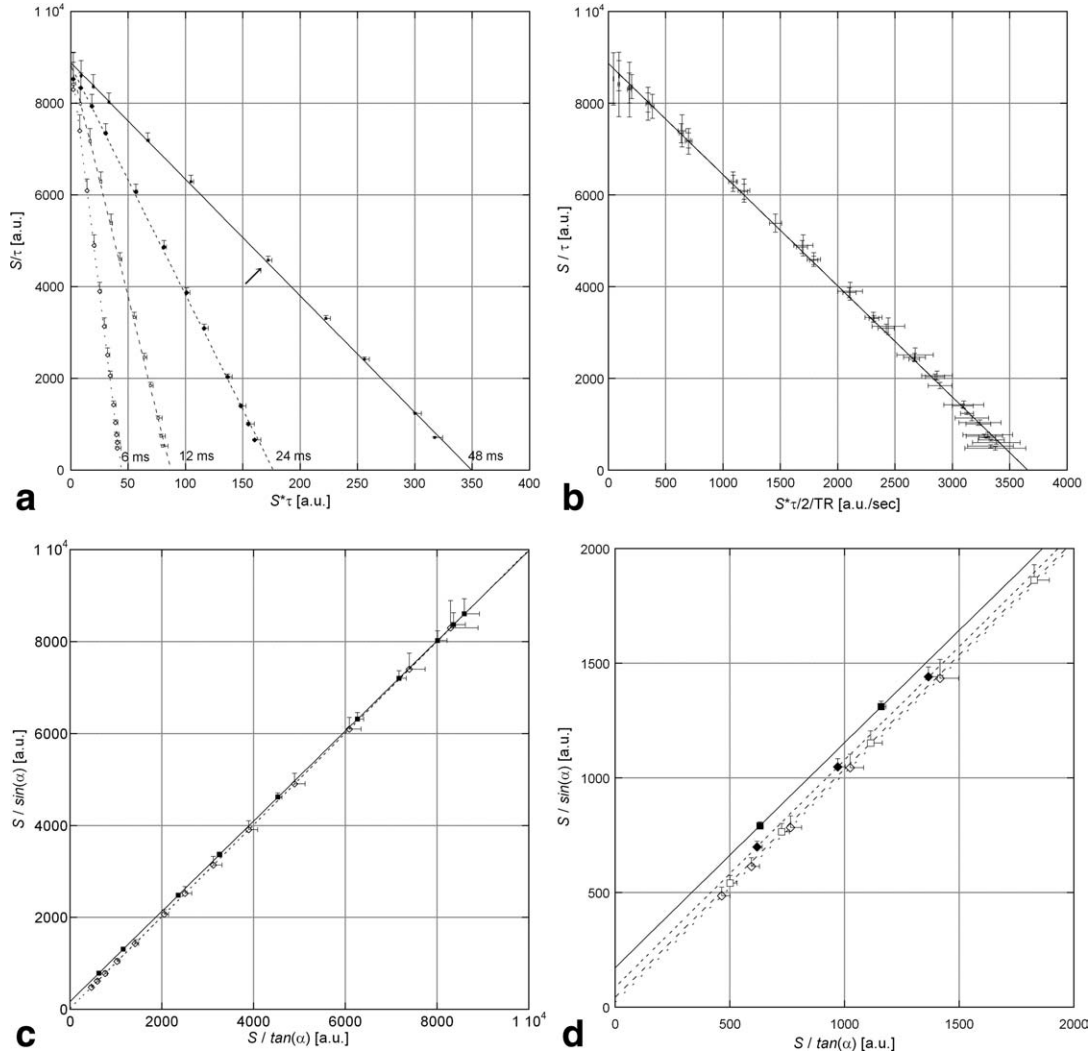 1 10⁴
8000
6000
4000
2000
0
S/τ [a.u.]
6 ms
12 ms
24 ms
48 ms
0 50 100 150 200 250 300 350 400
S*τ [a.u.]
a
1 10⁴
8000
6000
4000
2000
0
S / τ [a.u.]
0 500 1000 1500 2000 2500 3000 3500 4000
S*τ/2/TR [a.u./sec]
b
1 10⁴
8000
6000
4000
2000
0
S / sin(α) [a.u.]
0 2000 4000 6000 8000 1 10⁴
S / tan(α) [a.u.]
c
2000
1500
1000
500
0
S / sin(α) [a.u.]
0 500 1000 1500 2000
S / tan(α) [a.u.]
d